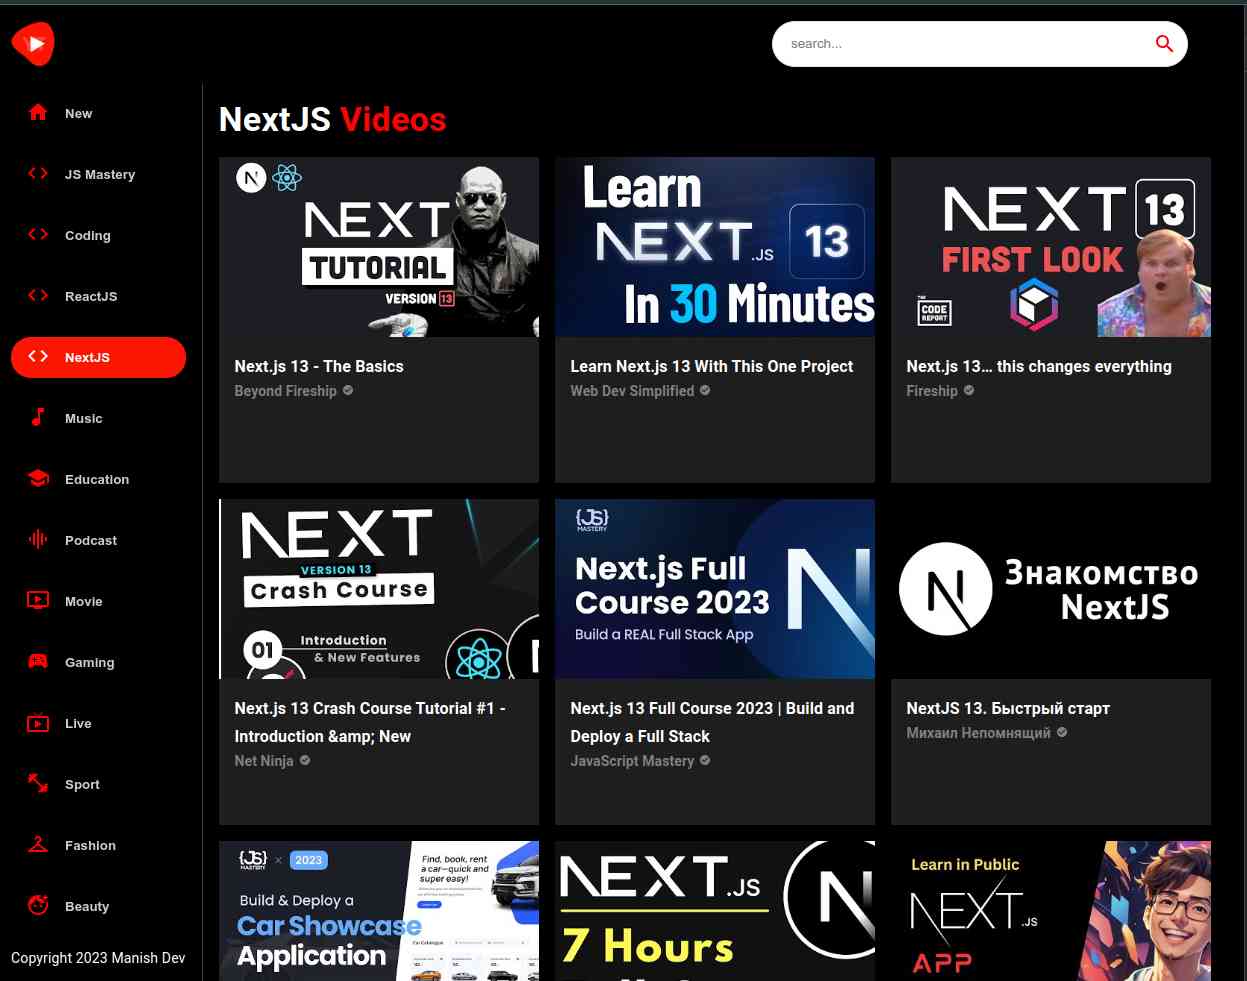 search...
New
JS Mastery
Coding
ReactJS
NextJS
Music
Education
Podcast
Movie
Gaming
Live
Sport
Fashion
Beauty
Copyright 2023 Manish Dev
NextJS Videos
N
NEXT
TUTORIAL
VERSION 13
Next.js 13 - The Basics
Beyond Fireship
Learn
NEXT.JS 13
In 30 Minutes
Learn Next.js 13 With This One Project
Web Dev Simplified
NEXT 13
FIRST LOOK
THE
CODE
REPORT
Next.js 13… this changes everything
Fireship
NEXT
VERSION 13
Crash Course
01
Introduction
& New Features
Next.js 13 Crash Course Tutorial #1 -
Introduction &amp; New
Net Ninja
{JS}
MASTERY
Next.js Full
Course 2023
Build a REAL Full Stack App
N
Next.js 13 Full Course 2023 | Build and
Deploy a Full Stack
JavaScript Mastery
N
Знакомство
NextJS
NextJS 13. Быстрый старт
Михаил Непомнящий
{JS} × 2023
MASTERY
Build & Deploy a
Car Showcase
Application
Find, book, rent
a car—quick and
super easy!
Car Catalogue
NEXT.JS
N
7 Hours
Learn in Public
NEXT.JS
APP